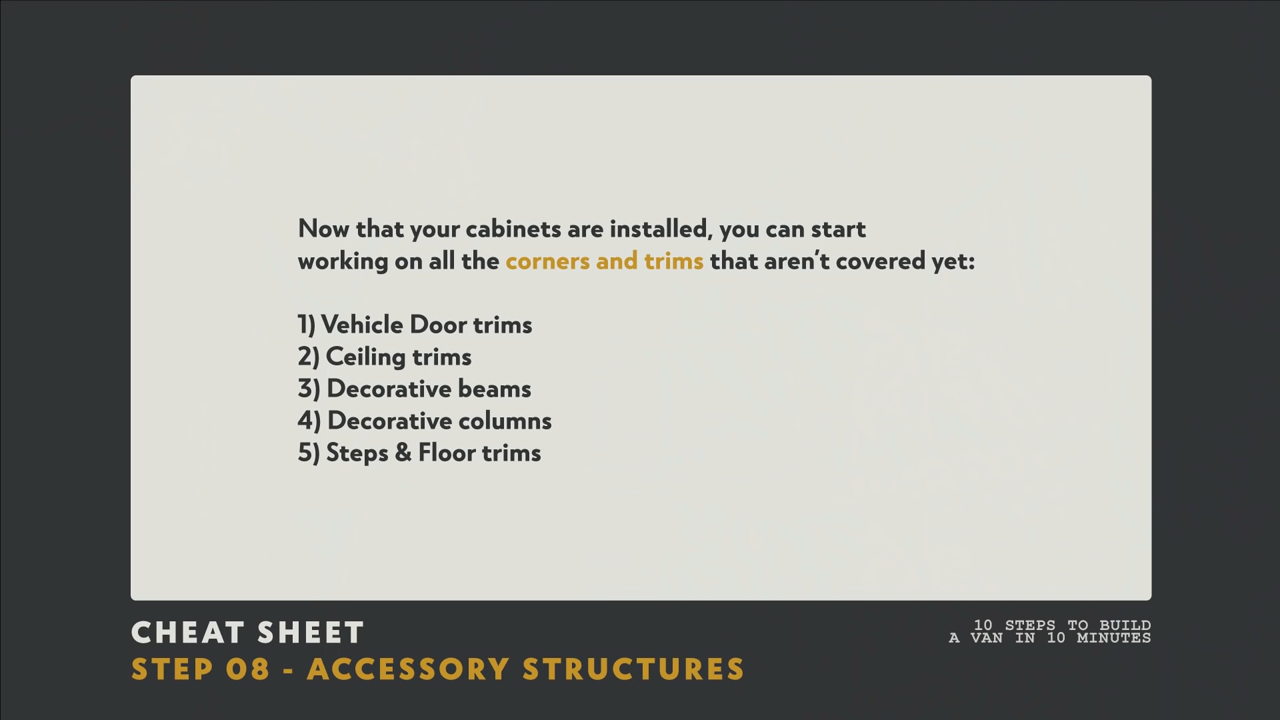 Now that your cabinets are installed, you can start
working on all the corners and trims that aren't covered yet:
1) Vehicle Door trims
2) Ceiling trims
3) Decorative beams
4) Decorative columns
5) Steps & Floor trims
CHEAT SHEET
STEP 08 - ACCESSORY STRUCTURES
10 STEPS TO BUILD
A VAN IN 10 MINUTES